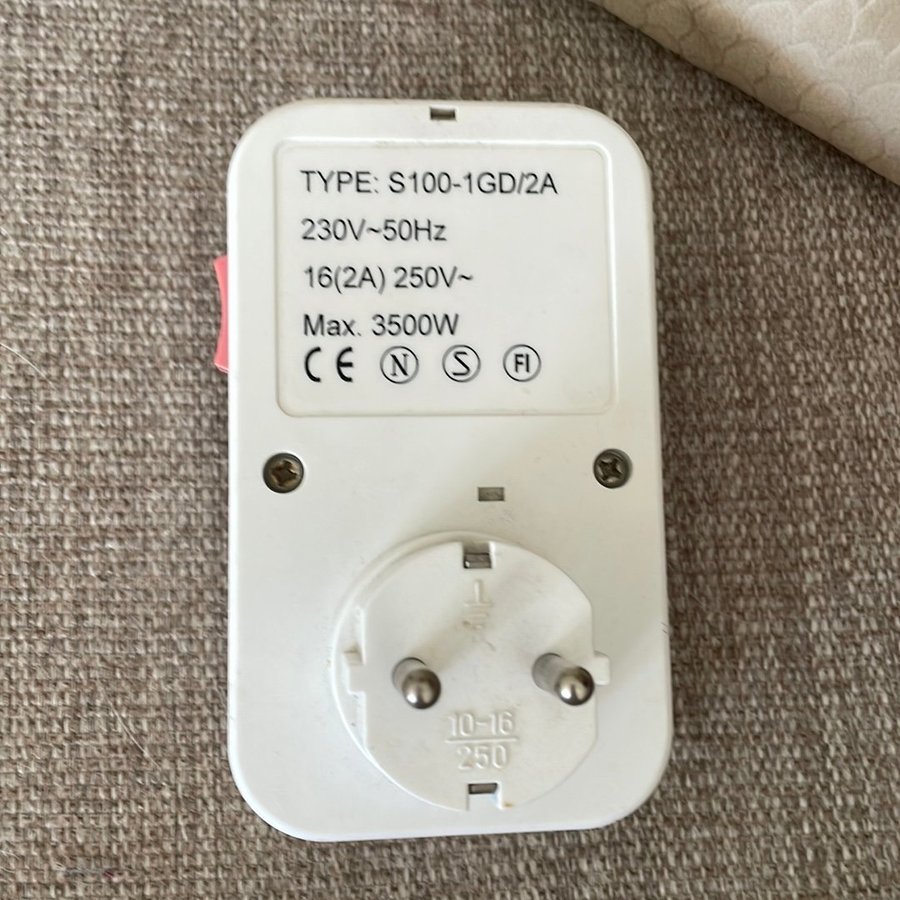 TYPE: S100-1GD/2A
230V~50Hz
16(2A) 250V~
Max. 3500W
CE N S FI
10-16
250